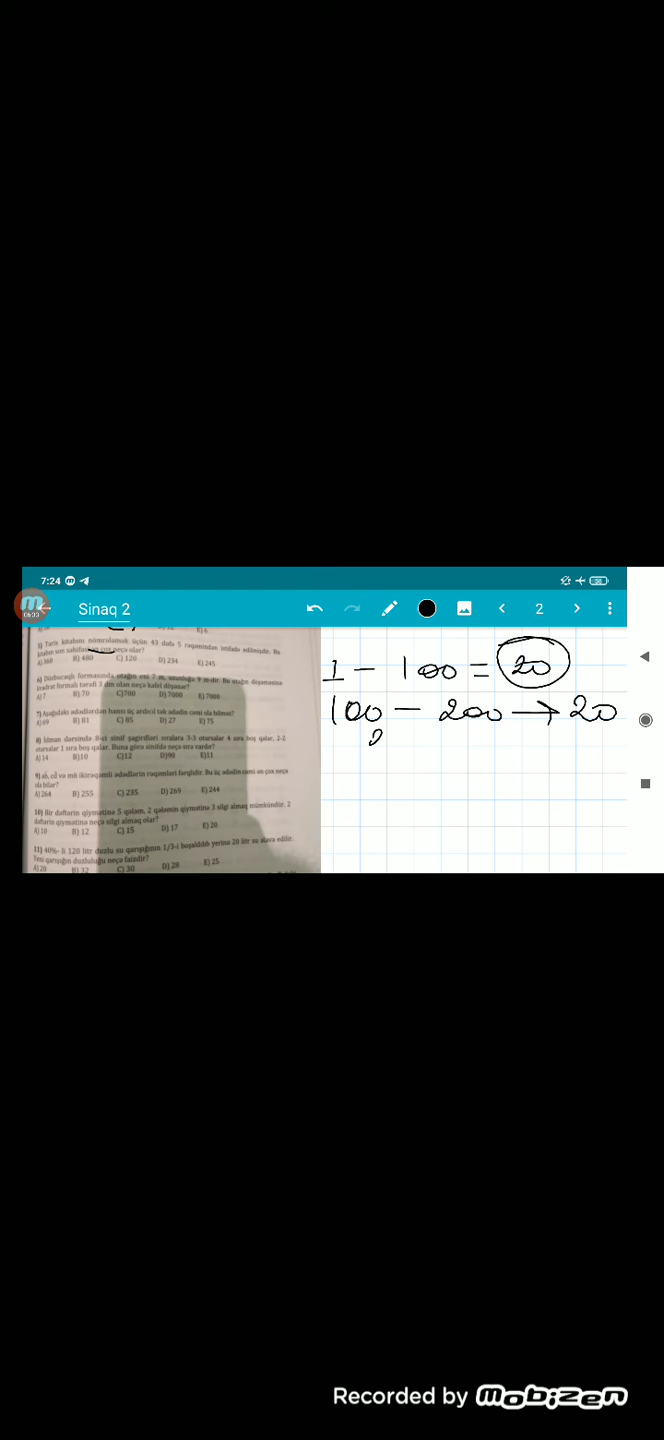 7:24
Sinaq 2
2
03:33
E) 6
5) Tarix kitabını nömrələmək üçün 43 dəfə 5 rəqəmindən istifadə edilmişdir. Bu
kitabın son səhifəsi ən çox neçə olar?
A) 360 B) 480 C) 120 D) 234 E) 245
6) Düzbucaqlı formasında otağın eni 7 m, uzunluğu 9 m-dir. Bu otağın döşəməsinə
kvadrat formalı tərəfi 3 dm olan neçə kafel döşənər?
A) 7 B) 70 C)700 D) 7000 E) 7000
7) Aşağıdakı ədədlərdən hansı üç ardıcıl tək ədədin cəmi ola bilməz?
A) 69 B) 81 C) 85 D) 27 E) 75
8) İdman dərsində 8-ci sinif şagirdləri sıralara 3-3 otursalar 4 sıra boş qalar, 2-2
otursalar 1 sıra boş qalar. Buna görə sinifdə neçə sıra vardır?
A) 14 B)10 C)12 D)90 E)11
9) ab, cd və mk ikirəqəmli ədədlərin rəqəmləri fərqlidir. Bu üç ədədin cəmi ən çox neçə
ola bilər?
A) 264 B) 255 C) 235 D) 269 E) 244
10) Bir dəftərin qiymətinə 5 qələm, 2 qələmin qiymətinə 3 silgi almaq mümkündür. 2
dəftərin qiymətinə neçə silgi almaq olar?
A) 10 B) 12 C) 15 D) 17 E) 20
11) 40%- li 120 litr duzlu su qarışığının 1/3-i boşaldılıb yerinə 20 litr su əlavə edilir.
Yeni qarışığın duzluluğu neçə faizdir?
A) 20 B) 32 C) 30 D) 28 E) 25
1 – 100 = 20
100 – 200 → 20
Recorded by mobizen